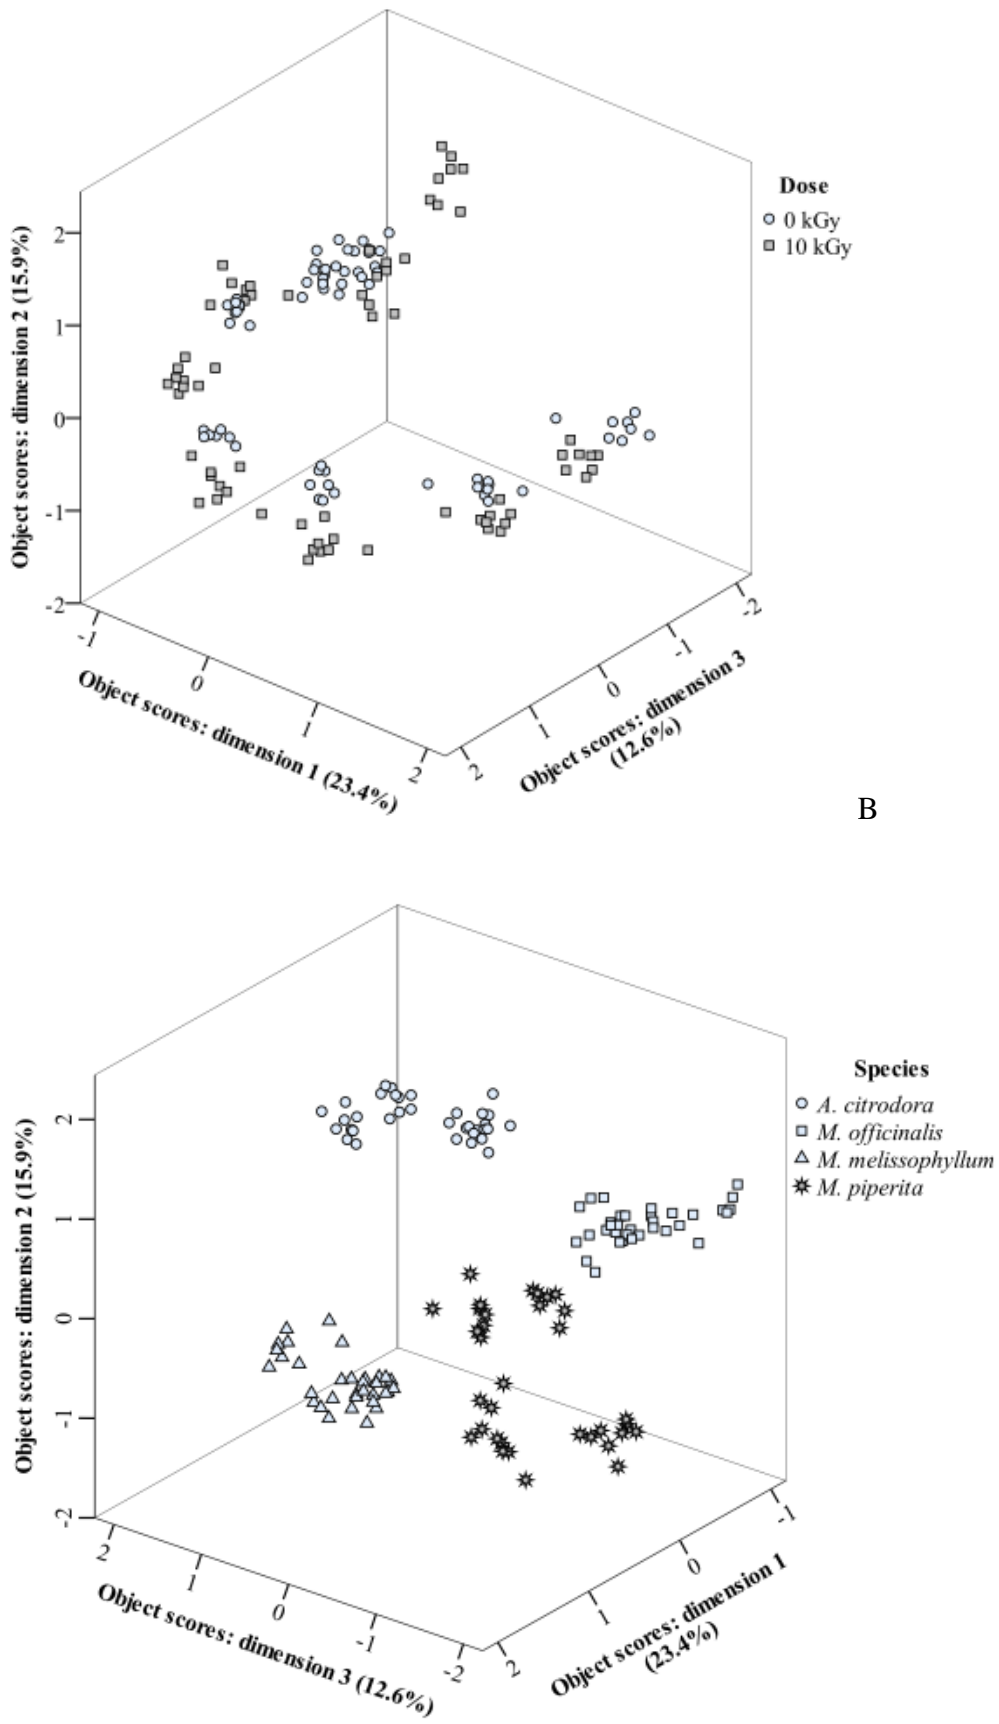 Dose
0 kGy
10 kGy
Object scores: dimension 2 (15.9%)
2
1
0
-1
-2
-1
0
1
2
Object scores: dimension 1 (23.4%)
2
1
0
-1
-2
Object scores: dimension 3
(12.6%)
B
Species
A. citrodora
M. officinalis
M. melissophyllum
M. piperita
Object scores: dimension 2 (15.9%)
2
1
0
-1
-2
2
1
0
-1
-2
Object scores: dimension 3 (12.6%)
2
1
0
-1
Object scores: dimension 1
(23.4%)